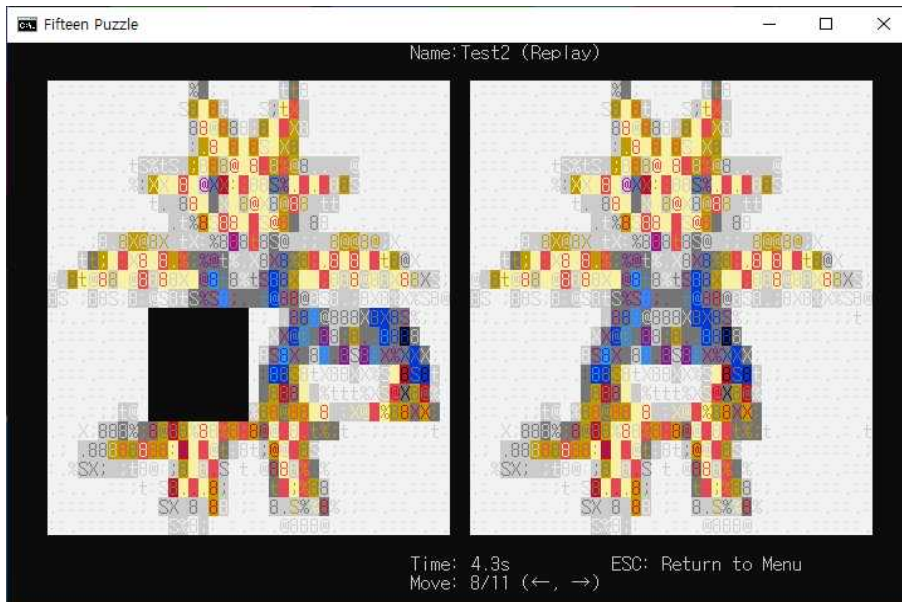 Fifteen Puzzle
Name:Test2 (Replay)
Time: 4.3s
ESC: Return to Menu
Move: 8/11 (←, →)